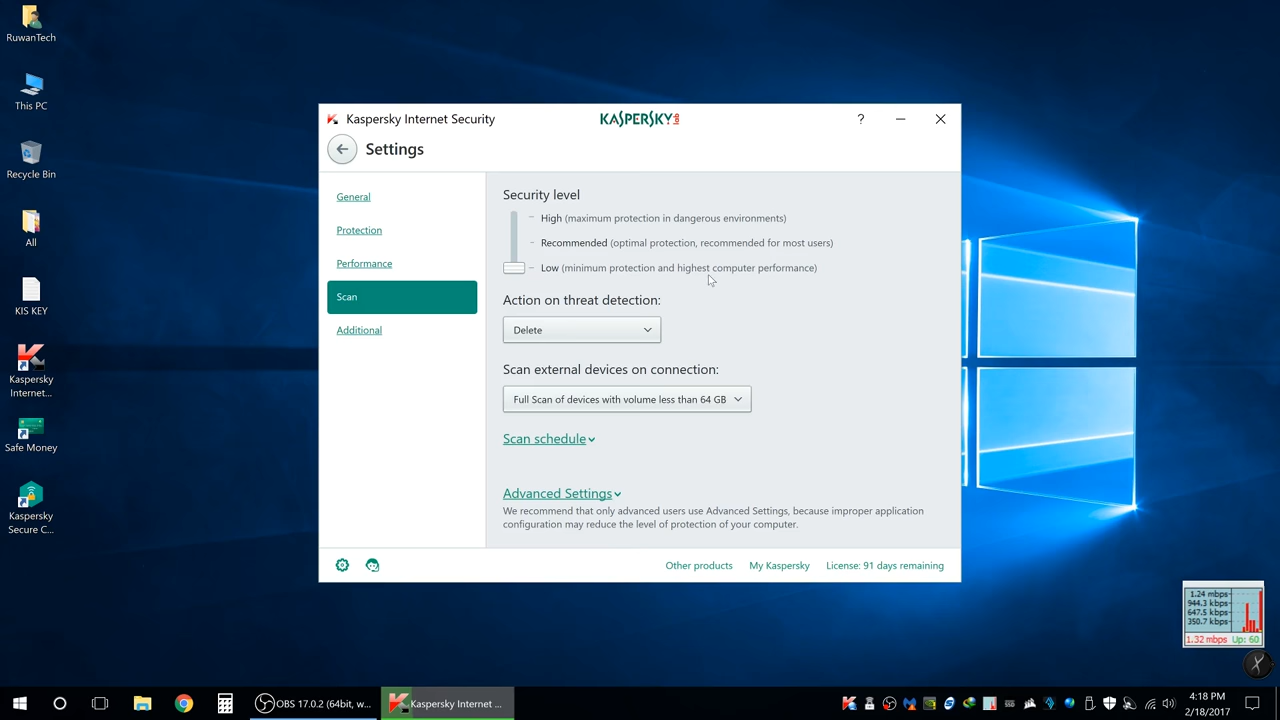 RuwanTech
This PC
Recycle Bin
All
KIS KEY
Kaspersky
Internet...
Safe Money
Kaspersky
Secure C...
Kaspersky Internet Security
KASPERSKY lab
?
Settings
General
Protection
Performance
Scan
Additional
Security level
High (maximum protection in dangerous environments)
Recommended (optimal protection, recommended for most users)
Low (minimum protection and highest computer performance)
Action on threat detection:
Delete
Scan external devices on connection:
Full Scan of devices with volume less than 64 GB
Scan schedule
Advanced Settings
We recommend that only advanced users use Advanced Settings, because improper application
configuration may reduce the level of protection of your computer.
Other products My Kaspersky License: 91 days remaining
1.24 mbps
944.3 kbps
647.5 kbps
350.7 kbps
1.32 mbps Up: 60
OBS 17.0.2 (64bit, w...
Kaspersky Internet ...
4:18 PM
2/18/2017